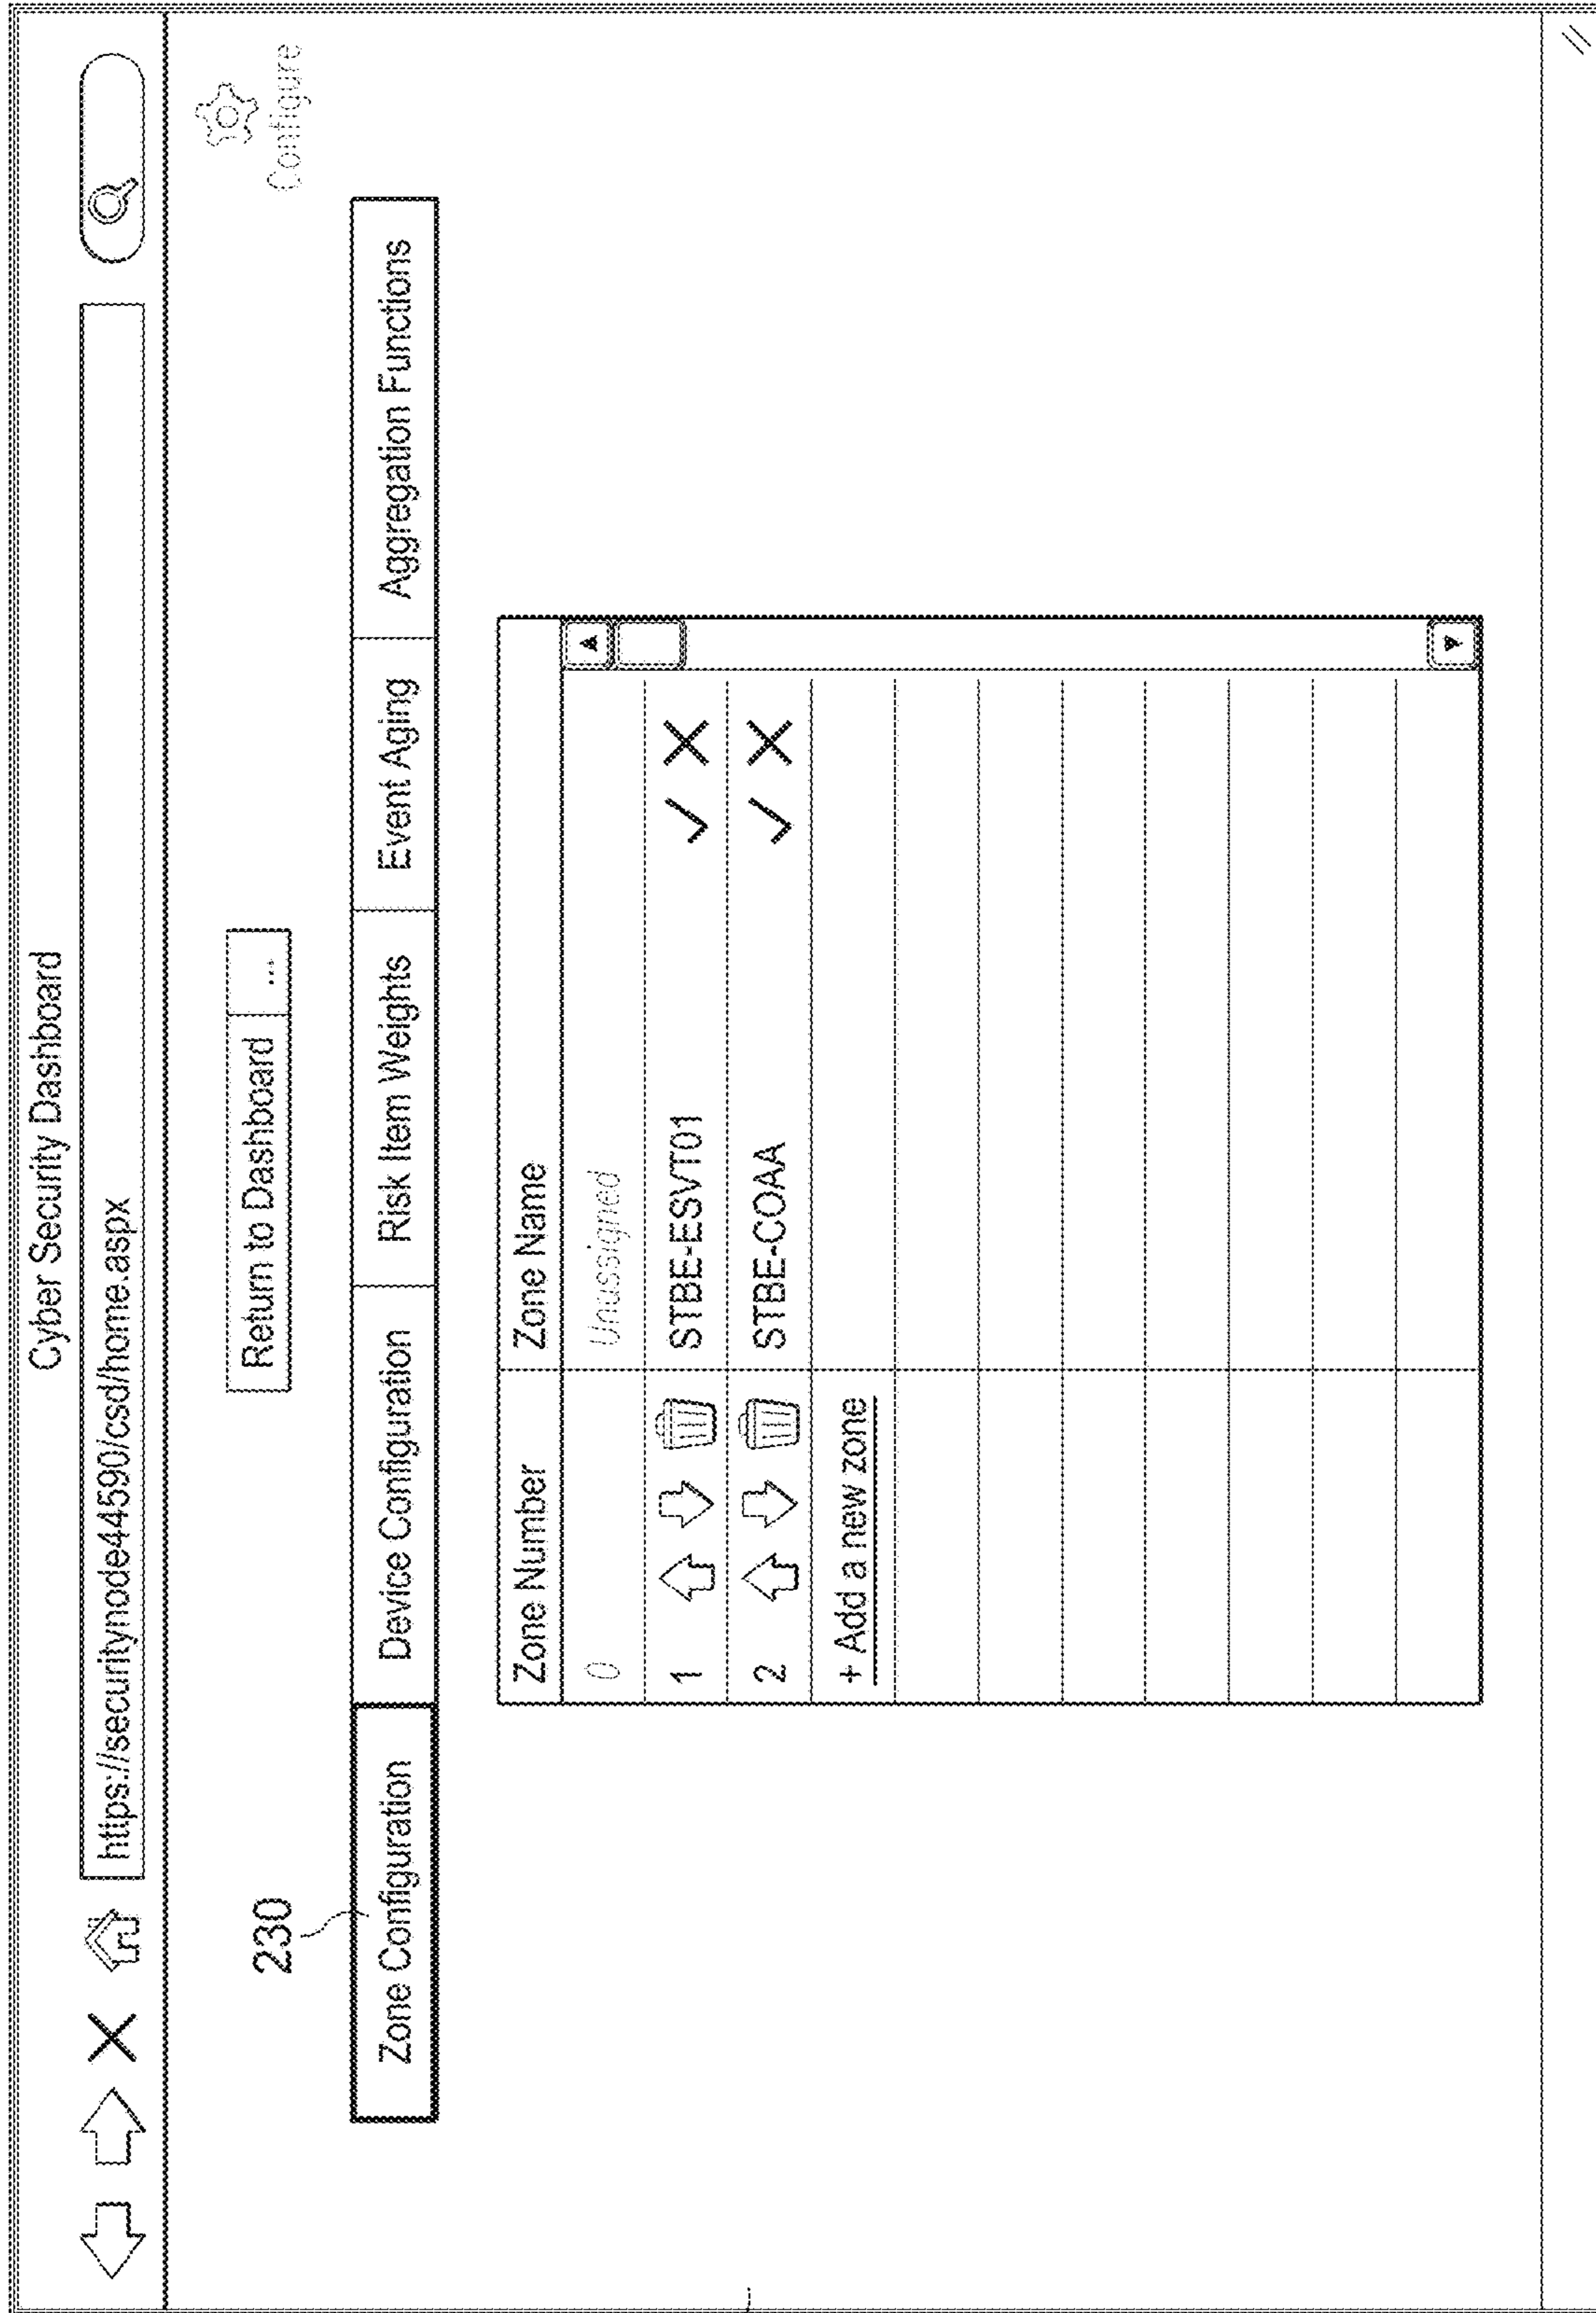 Cyber Security Dashboard
https://securitynode44590/csd/home.aspx
Configure
Return to Dashboard ...
230
Zone Configuration Device Configuration Risk Item Weights Event Aging Aggregation Functions
Zone Number Zone Name
0 Unassigned
1 STBE-ESVT01
2 STBE-COAA
+ Add a new zone